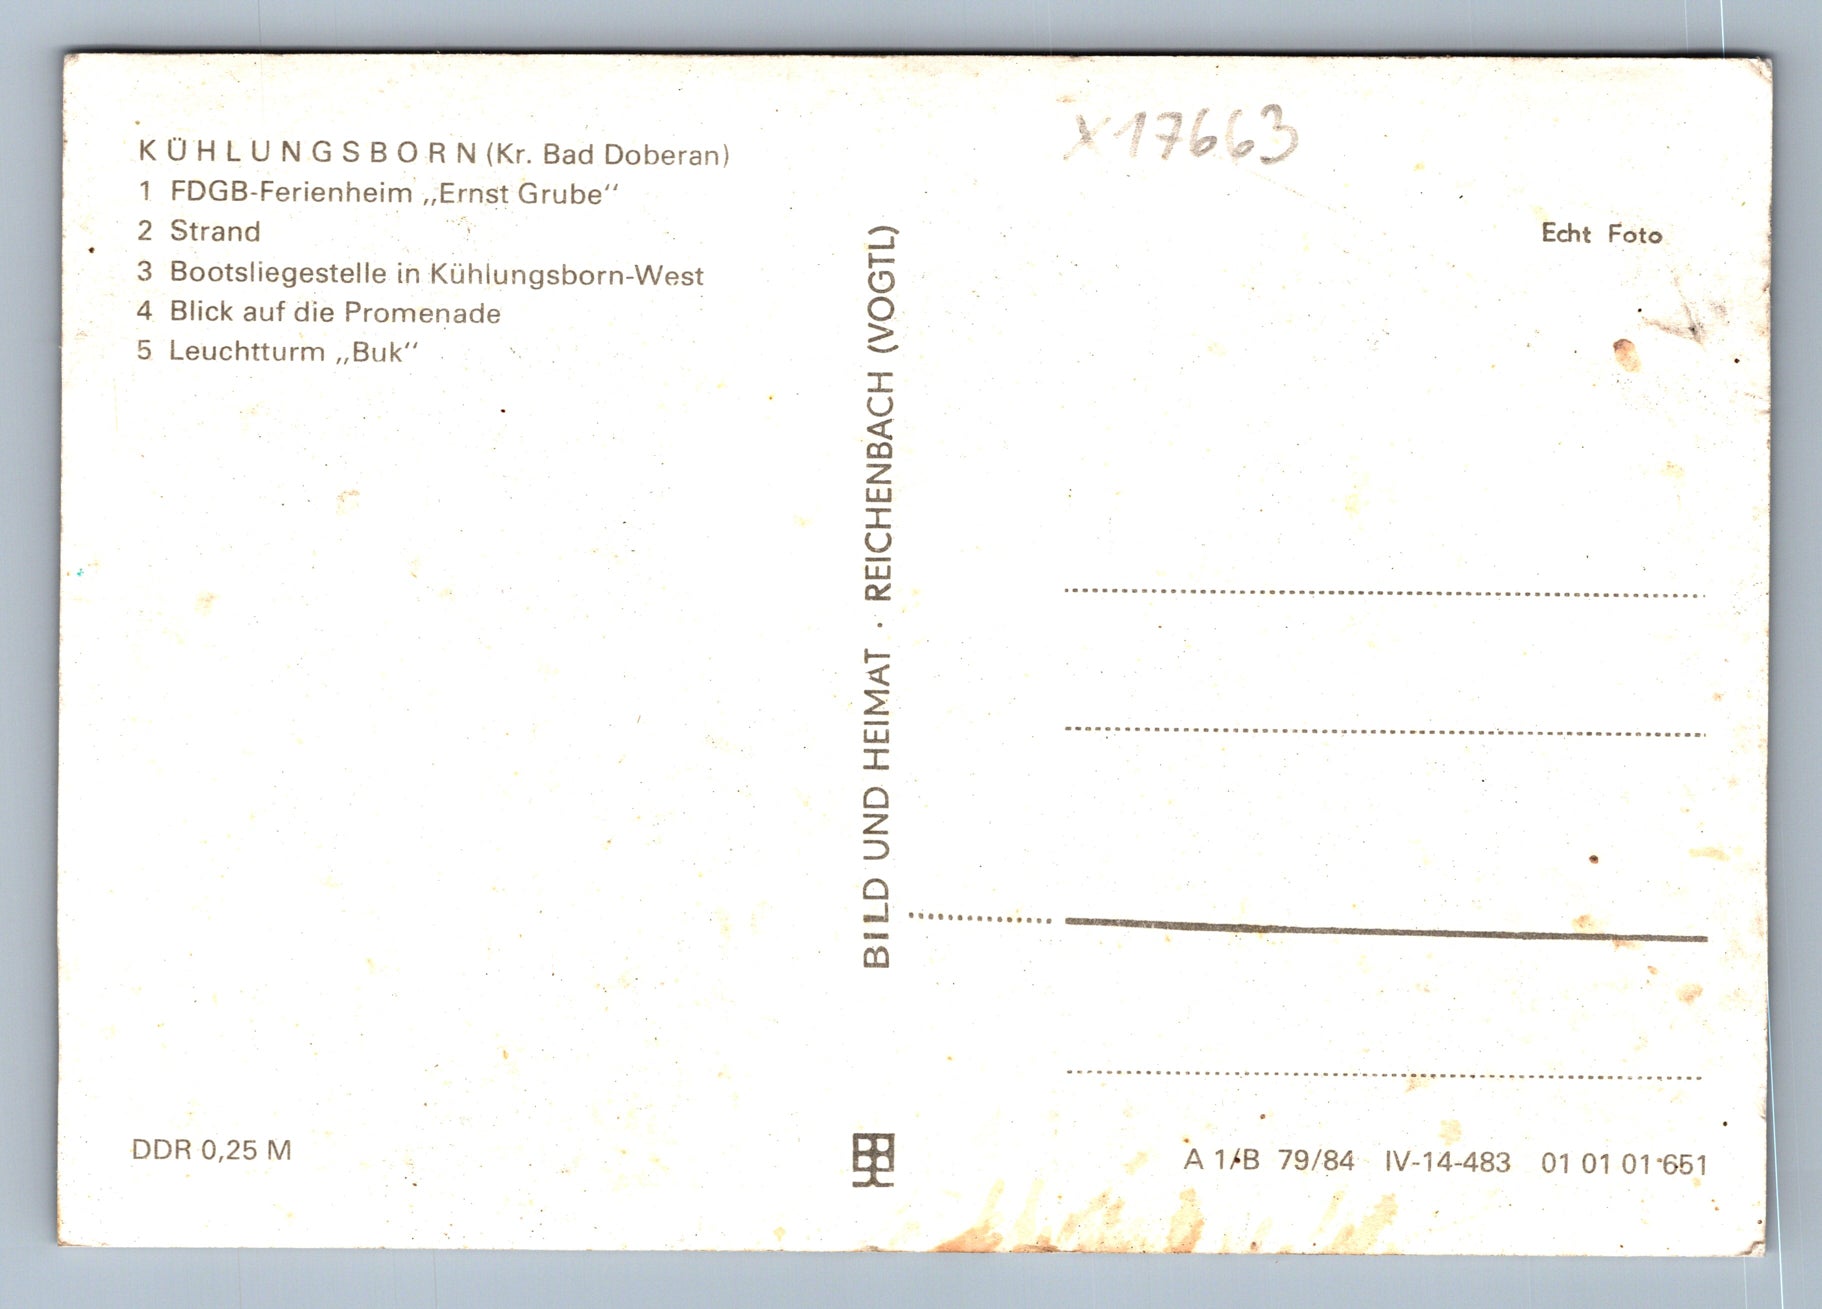 KÜHLUNGSBORN (Kr. Bad Doberan)
1 FDGB-Ferienheim „Ernst Grube“
2 Strand
3 Bootsliegestelle in Kühlungsborn-West
4 Blick auf die Promenade
5 Leuchtturm „Buk“
DDR 0,25 M
BILD UND HEIMAT · REICHENBACH (VOGTL)
x17663
Echt Foto
A 1/B 79/84 IV-14-483 01 01 01 651